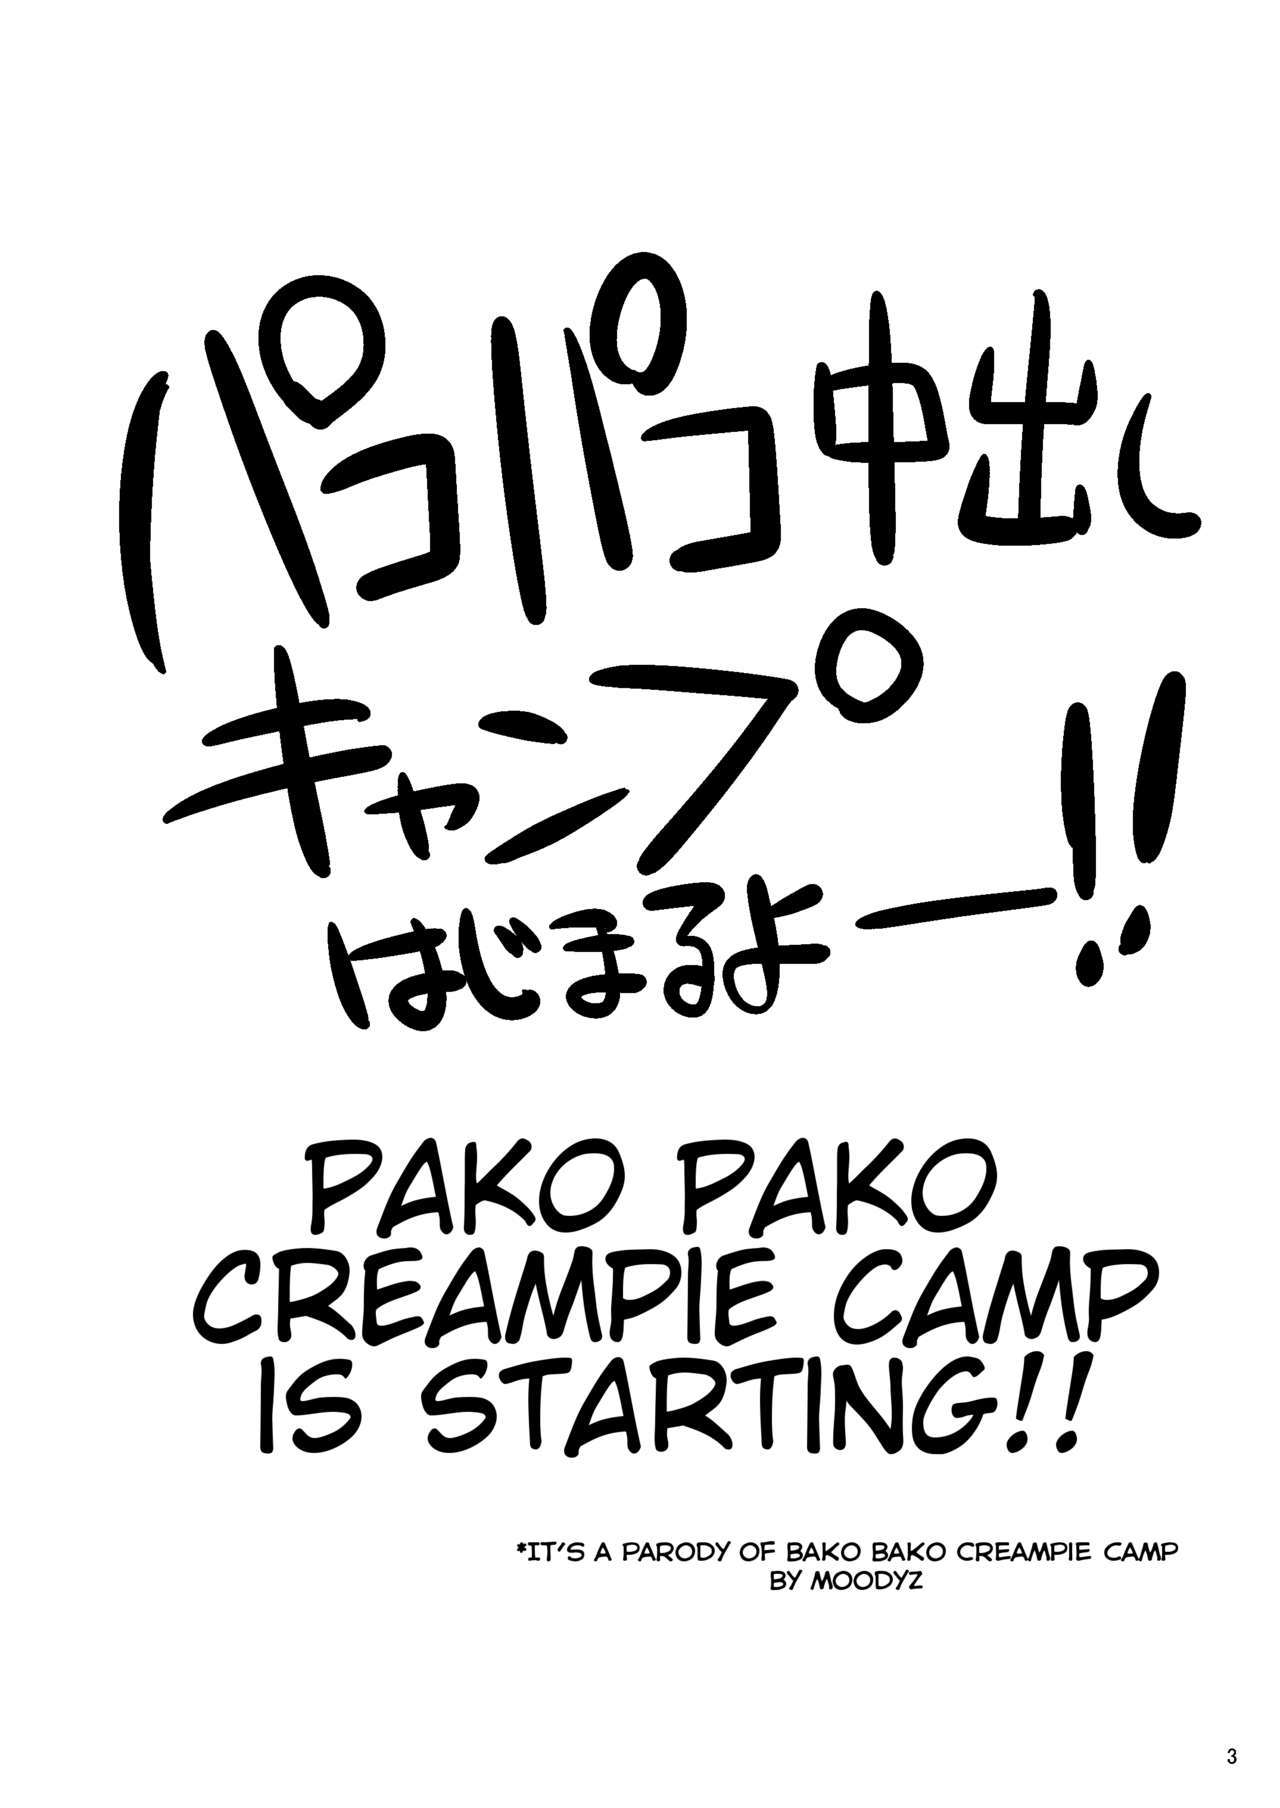 パコパコ中出し
キャンプ
はじまるよー!!
PAKO PAKO
CREAMPIE CAMP
IS STARTING!!
*IT'S A PARODY OF BAKO BAKO CREAMPIE CAMP
BY MOODYZ
3